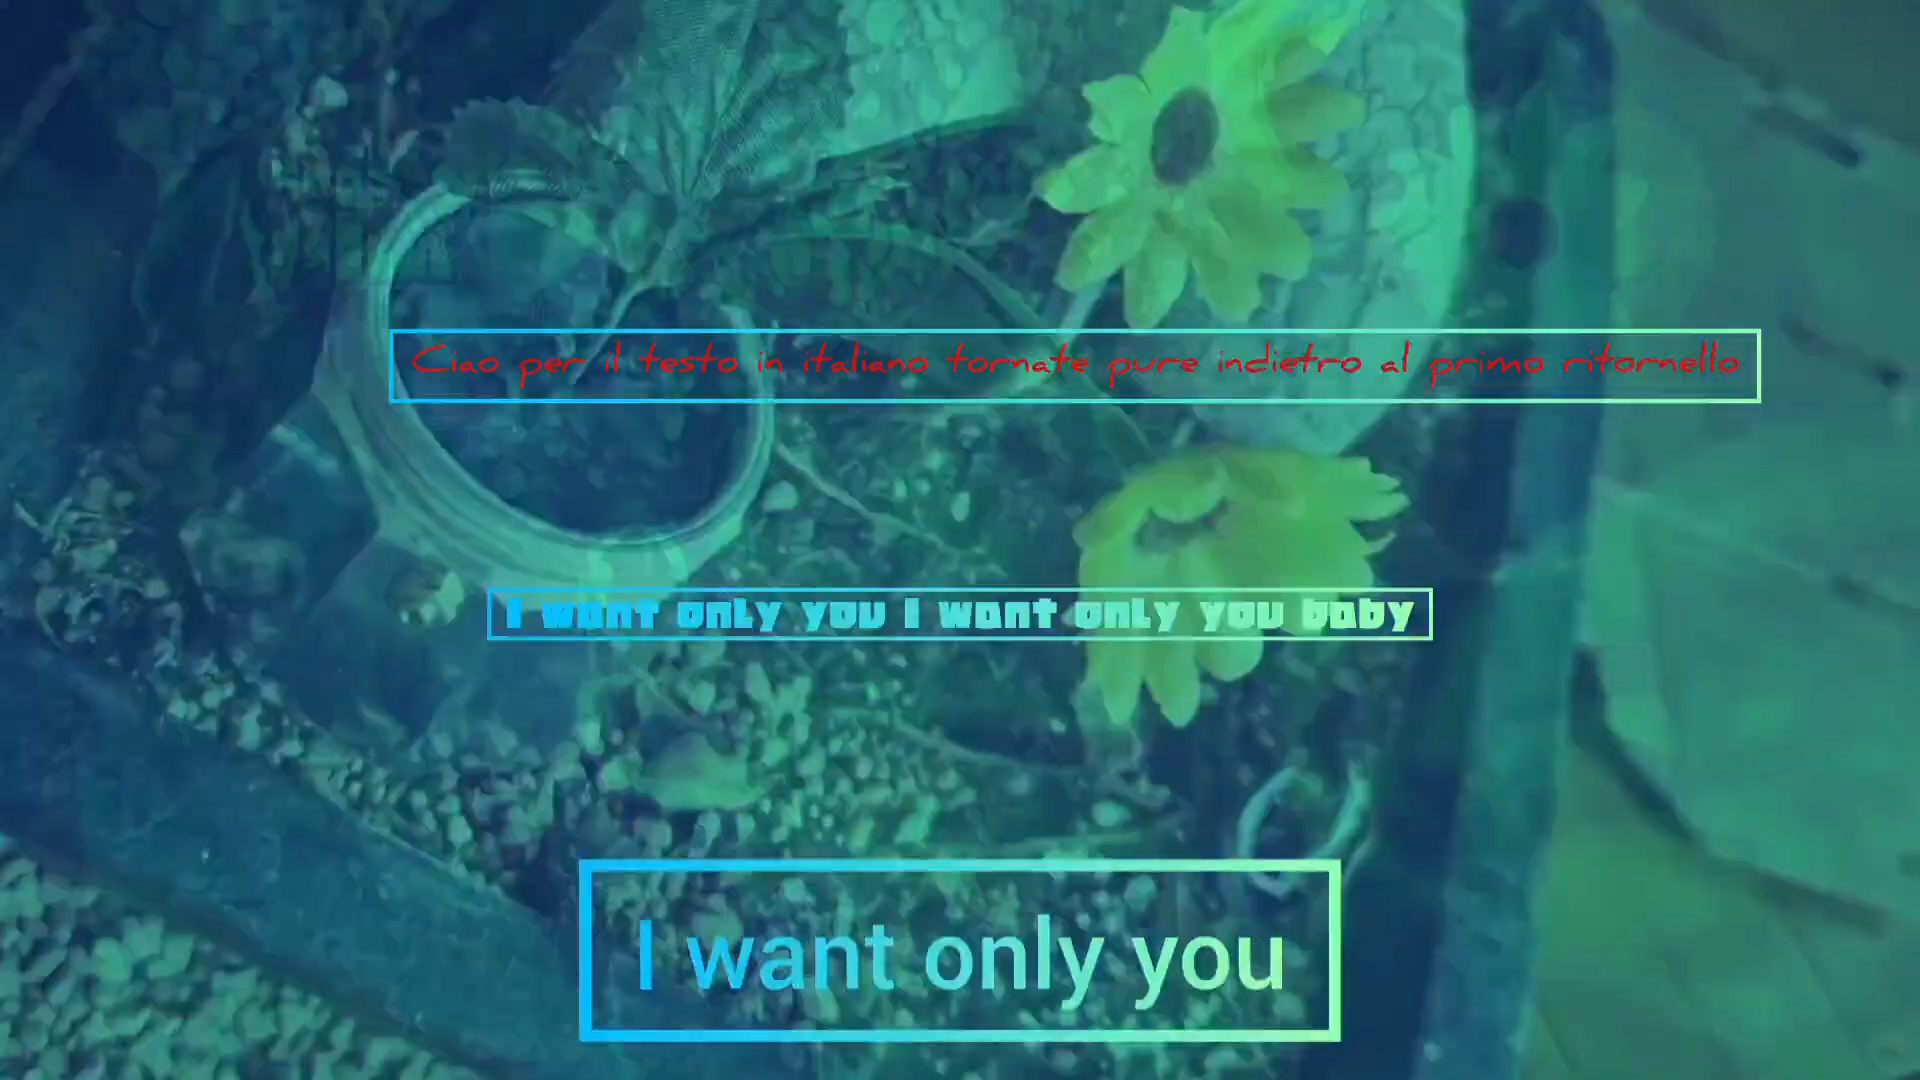 Ciao per il testo in italiano tornate pure indietro al primo ritornello
I want only you I want only you baby
I want only you